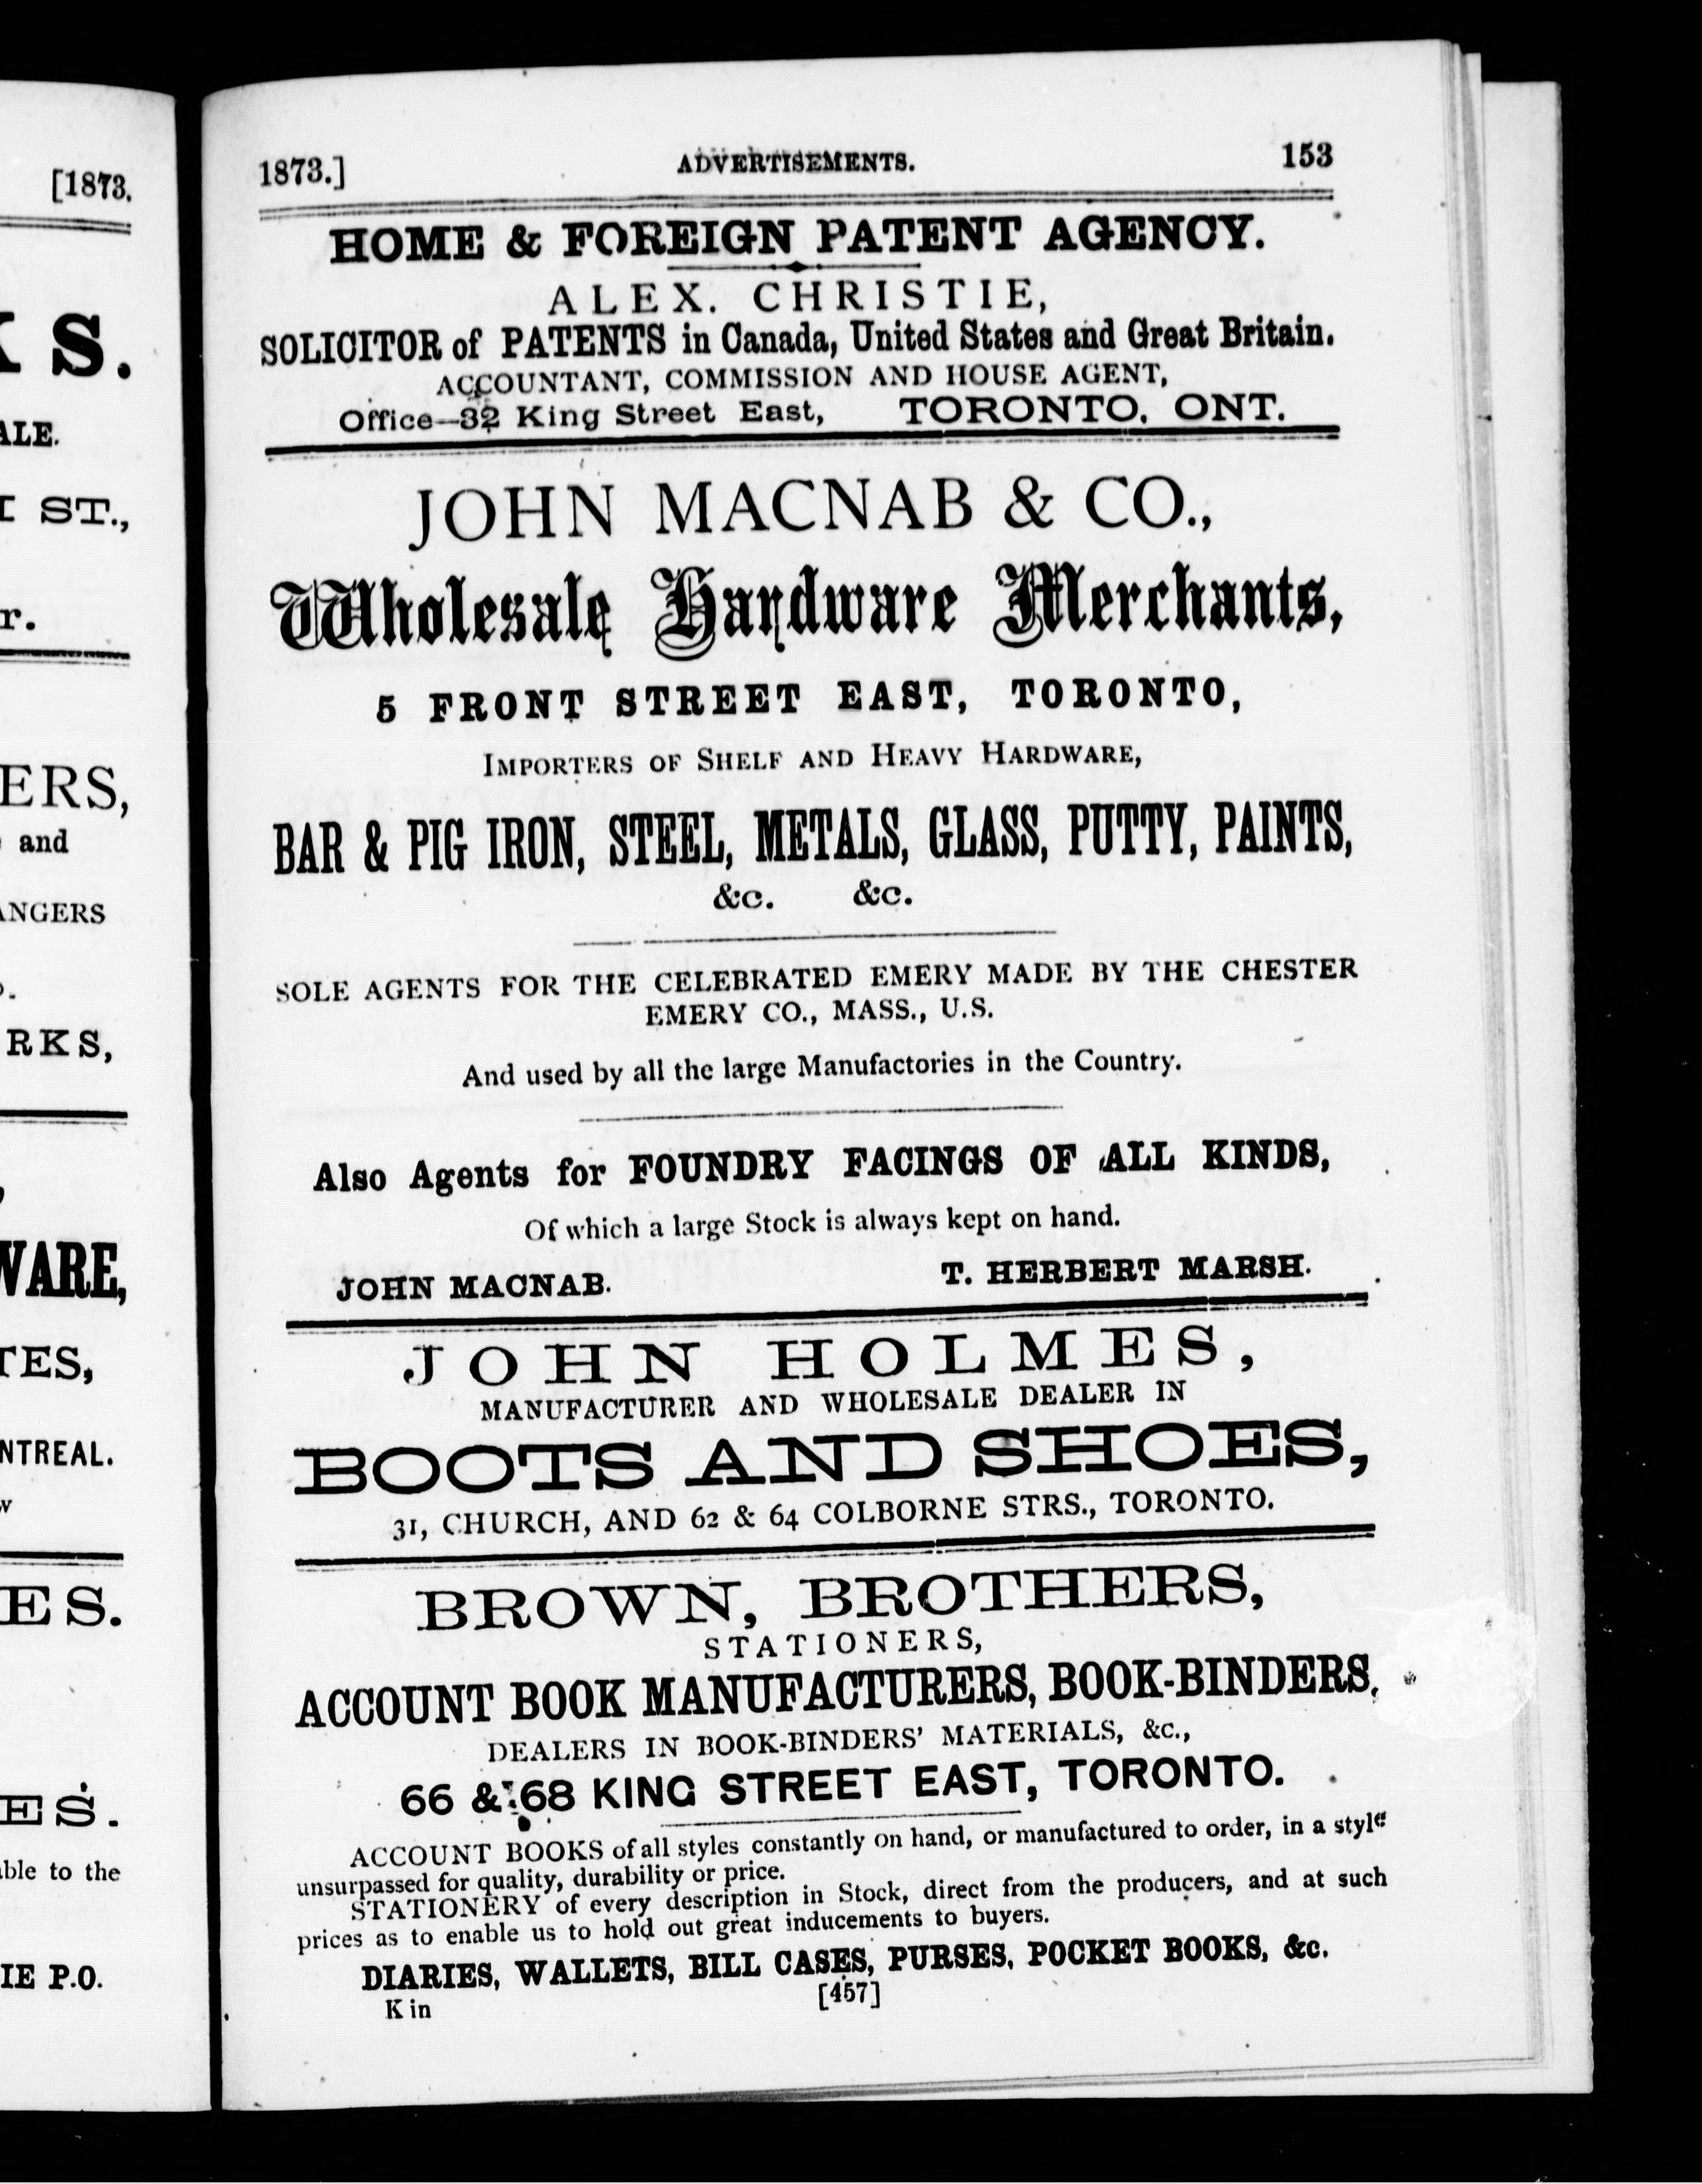 [1873.
K S.
ALE.
ST.,
r.
ERS,
and
ANGERS
RKS,
WARE,
TES,
NTREAL.
ES.
ES.
ble to the
IE P.O.
1873.] ADVERTISEMENTS. 153
HOME & FOREIGN PATENT AGENCY.
ALEX. CHRISTIE,
SOLICITOR of PATENTS in Canada, United States and Great Britain.
ACCOUNTANT, COMMISSION AND HOUSE AGENT,
Office—32 King Street East, TORONTO, ONT.
JOHN MACNAB & CO.,
Wholesale Hardware Merchants,
5 FRONT STREET EAST, TORONTO,
IMPORTERS OF SHELF AND HEAVY HARDWARE,
BAR & PIG IRON, STEEL, METALS, GLASS, PUTTY, PAINTS,
&c. &c.
SOLE AGENTS FOR THE CELEBRATED EMERY MADE BY THE CHESTER
EMERY CO., MASS., U.S.
And used by all the large Manufactories in the Country.
Also Agents for FOUNDRY FACINGS OF ALL KINDS,
Of which a large Stock is always kept on hand.
JOHN MACNAB. T. HERBERT MARSH.
JOHN HOLMES,
MANUFACTURER AND WHOLESALE DEALER IN
BOOTS AND SHOES,
31, CHURCH, AND 62 & 64 COLBORNE STRS., TORONTO.
BROWN, BROTHERS,
STATIONERS,
ACCOUNT BOOK MANUFACTURERS, BOOK-BINDERS,
DEALERS IN BOOK-BINDERS' MATERIALS, &c.,
66 & 68 KING STREET EAST, TORONTO.
ACCOUNT BOOKS of all styles constantly on hand, or manufactured to order, in a style
unsurpassed for quality, durability or price.
STATIONERY of every description in Stock, direct from the producers, and at such
prices as to enable us to hold out great inducements to buyers.
DIARIES, WALLETS, BILL CASES, PURSES, POCKET BOOKS, &c.
K in [457]